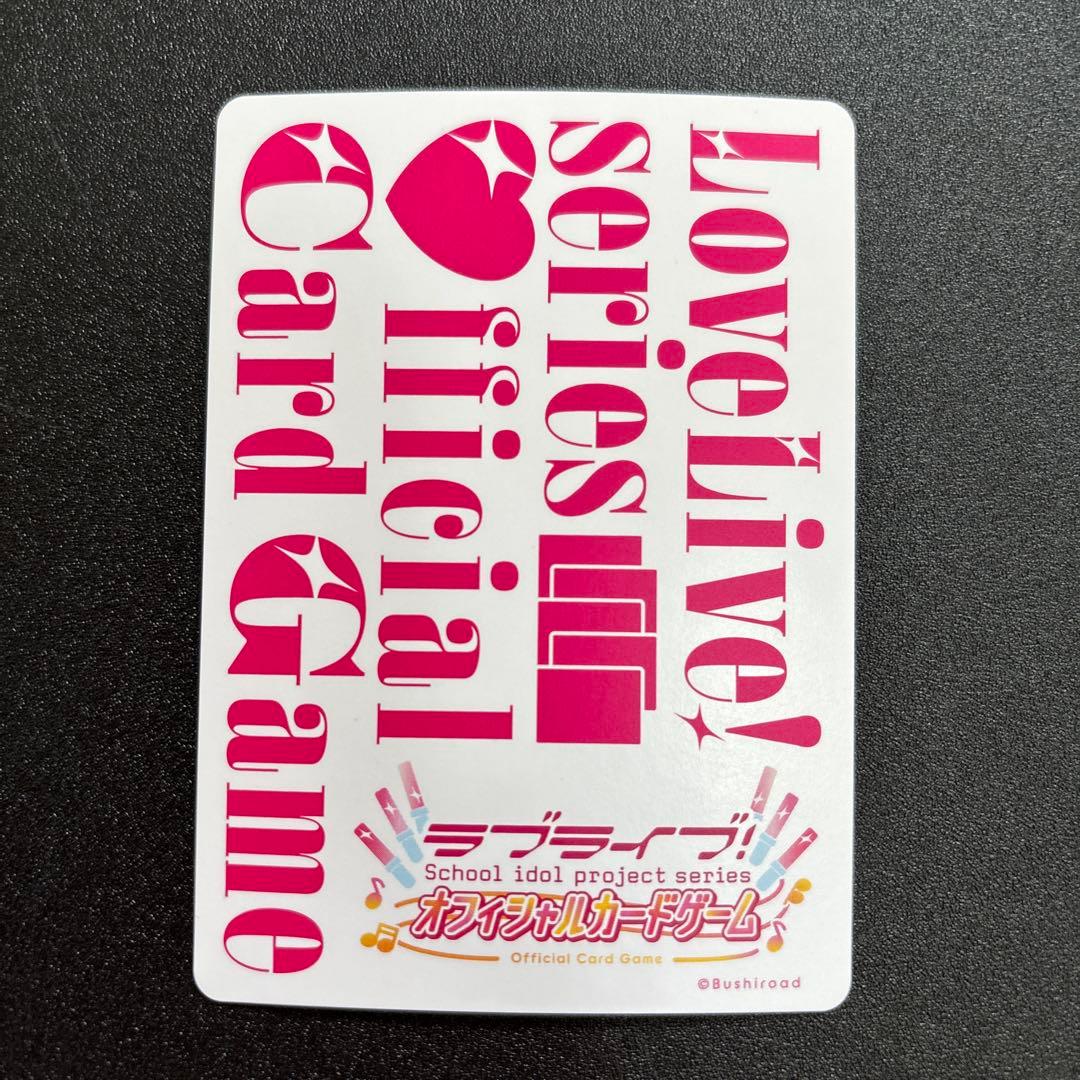 LoveLive!
series
Official
Card Game
ラブライブ!
School idol project series
オフィシャルカードゲーム
Official Card Game
©Bushiroad